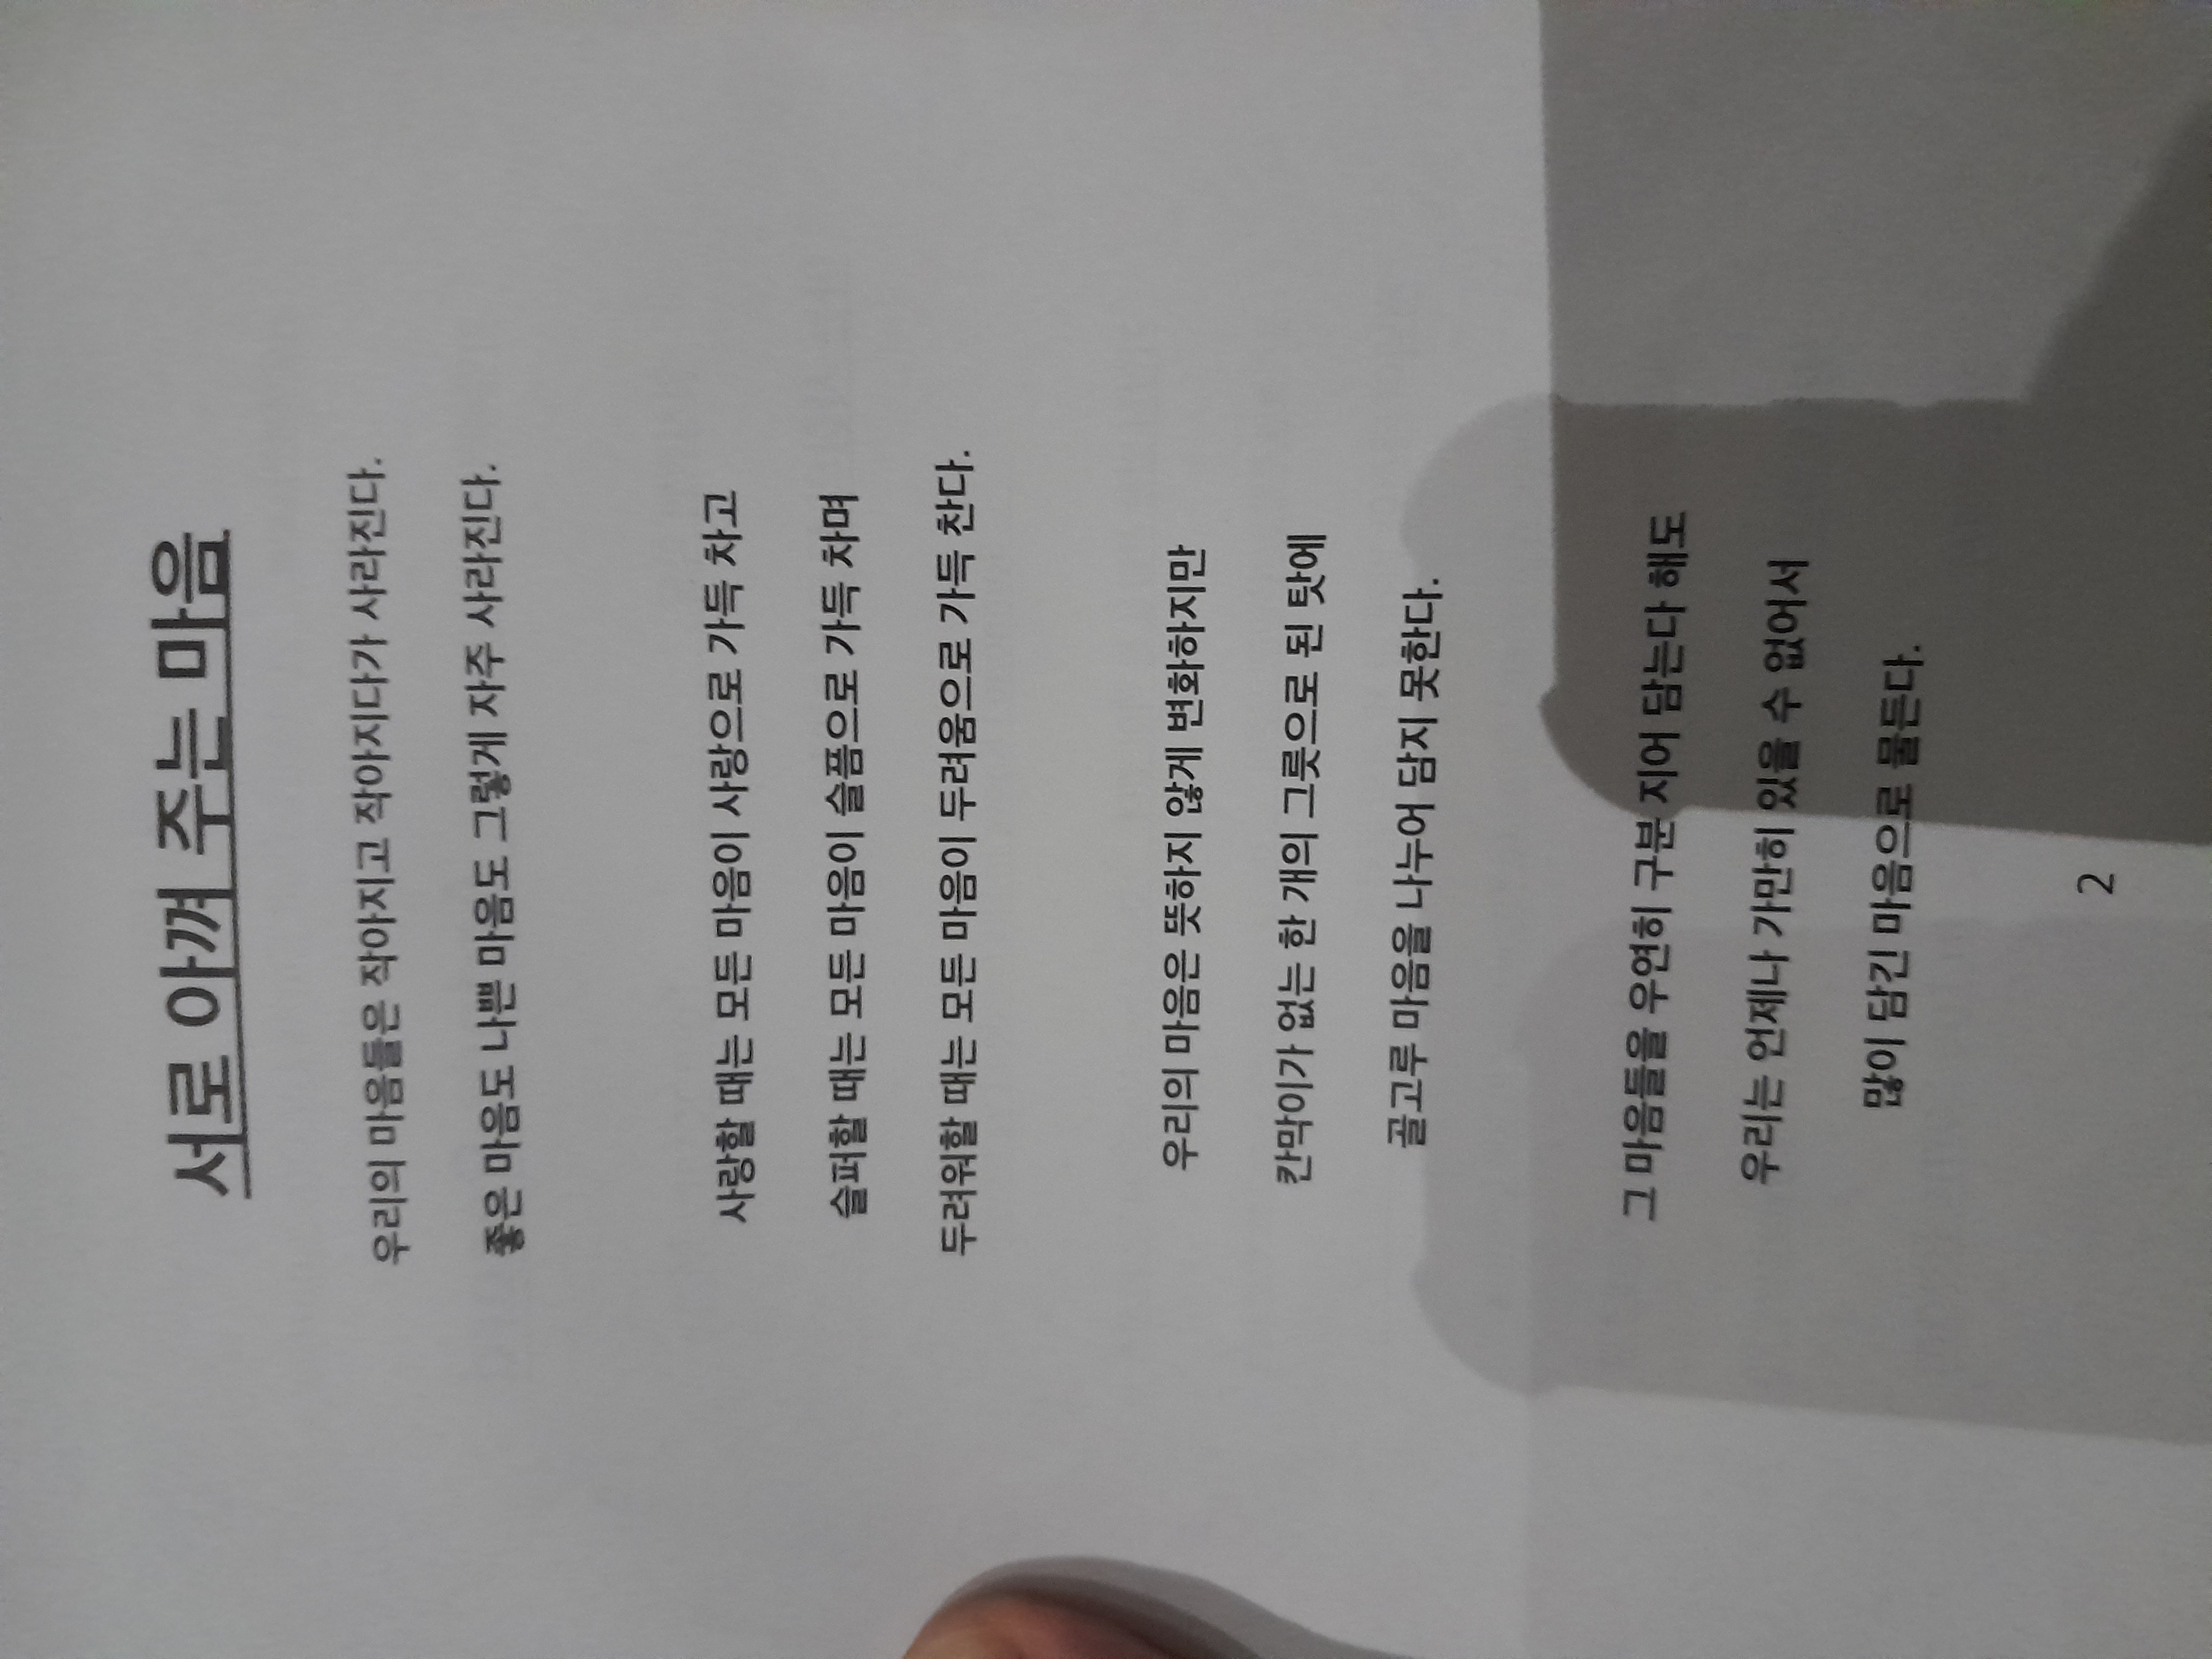 서로 아껴 주는 마음
우리의 마음들은 작아지고 작아지다가 사라진다.
좋은 마음도 나쁜 마음도 그렇게 자주 사라진다.
사랑할 때는 모든 마음이 사랑으로 가득 차고
슬퍼할 때는 모든 마음이 슬픔으로 가득 차며
두려워할 때는 모든 마음이 두려움으로 가득 찬다.
우리의 마음은 뜻하지 않게 변화하지만
칸막이가 없는 한 개의 그릇으로 된 탓에
골고루 마음을 나누어 담지 못한다.
그 마음들을 우연히 구분 지어 담는다 해도
우리는 언제나 가만히 있을 수 없어서
많이 담긴 마음으로 물든다.
2